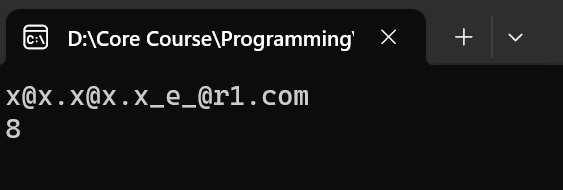 D:\Core Course\Programming\
x@x.x@x.x_e_@r1.com
8